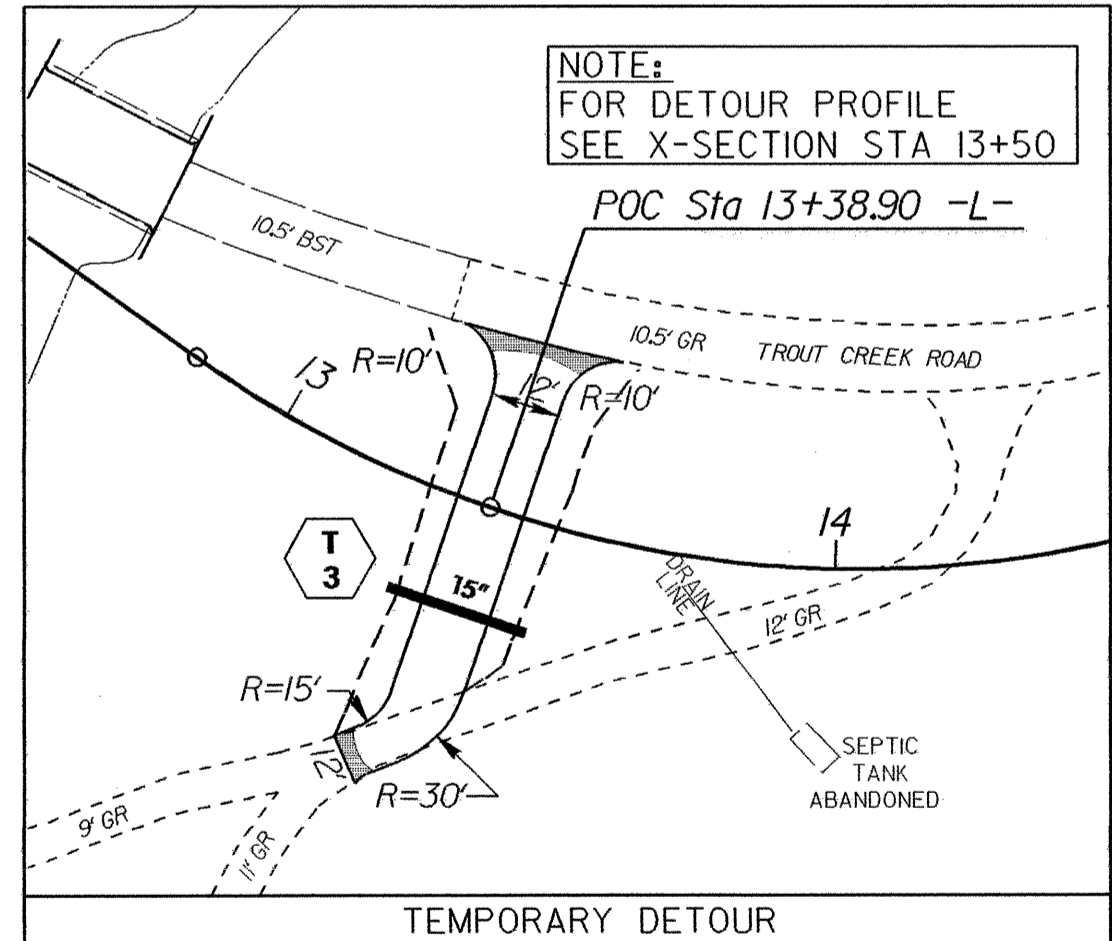 NOTE:
FOR DETOUR PROFILE
SEE X-SECTION STA 13+50
POC Sta 13+38.90 -L-
10.5' BST
10.5' GR
TROUT CREEK ROAD
13
R=10'
12'
R=10'
14
T
3
15"
DRAIN
LINE
12' GR
R=15'
12'
R=30'
SEPTIC
TANK
ABANDONED
9' GR
11' GR
TEMPORARY DETOUR